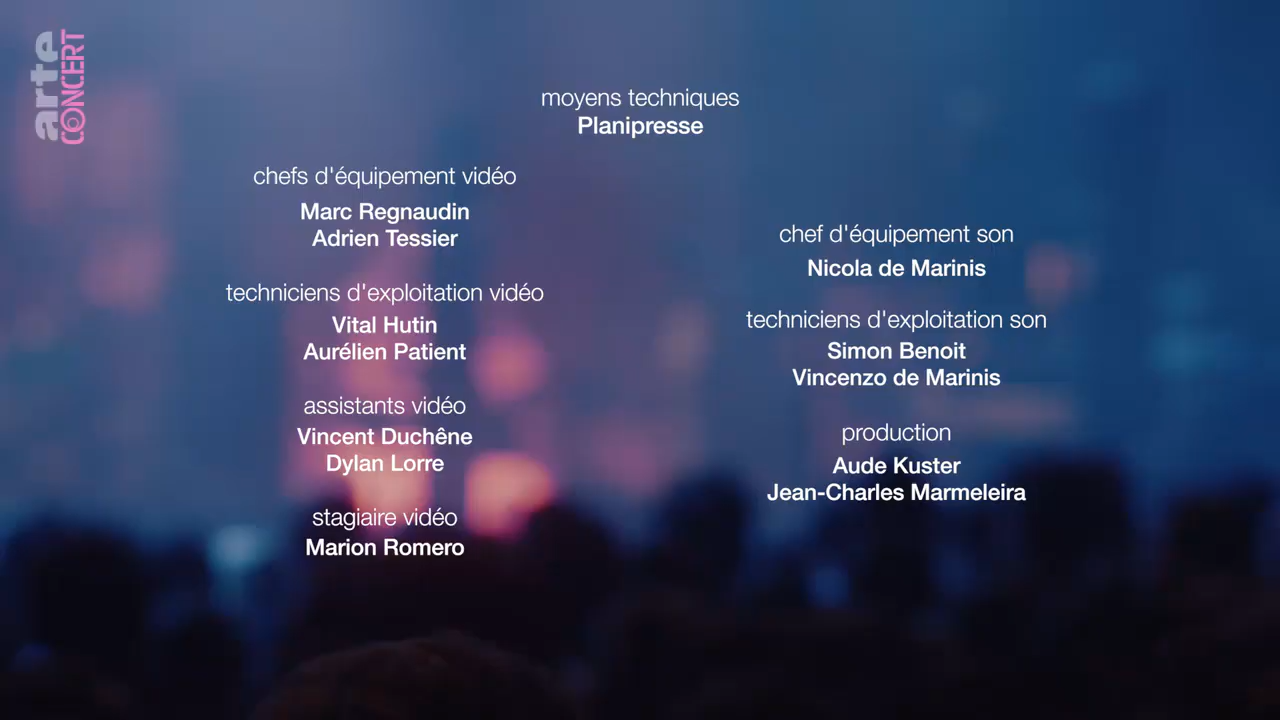 arte
CONCERT
moyens techniques
Planipresse
chefs d'équipement vidéo
Marc Regnaudin
Adrien Tessier
techniciens d'exploitation vidéo
Vital Hutin
Aurélien Patient
assistants vidéo
Vincent Duchêne
Dylan Lorre
stagiaire vidéo
Marion Romero
chef d'équipement son
Nicola de Marinis
techniciens d'exploitation son
Simon Benoit
Vincenzo de Marinis
production
Aude Kuster
Jean-Charles Marmeleira